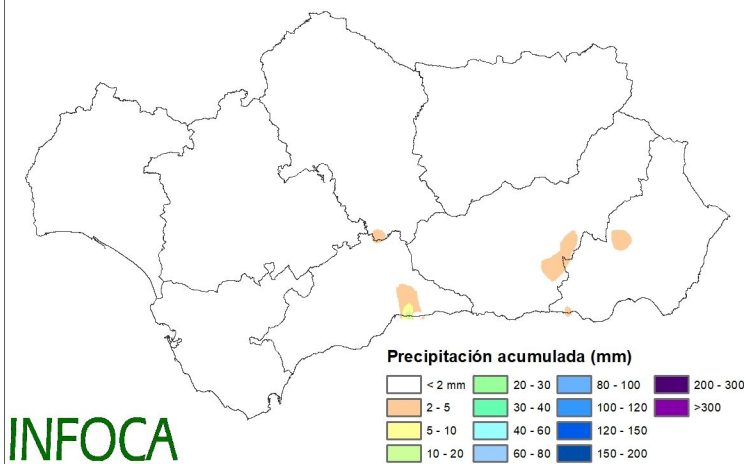 Precipitación acumulada (mm)
< 2 mm
2 - 5
5 - 10
10 - 20
20 - 30
30 - 40
40 - 60
60 - 80
80 - 100
100 - 120
120 - 150
150 - 200
200 - 300
>300
INFOCA